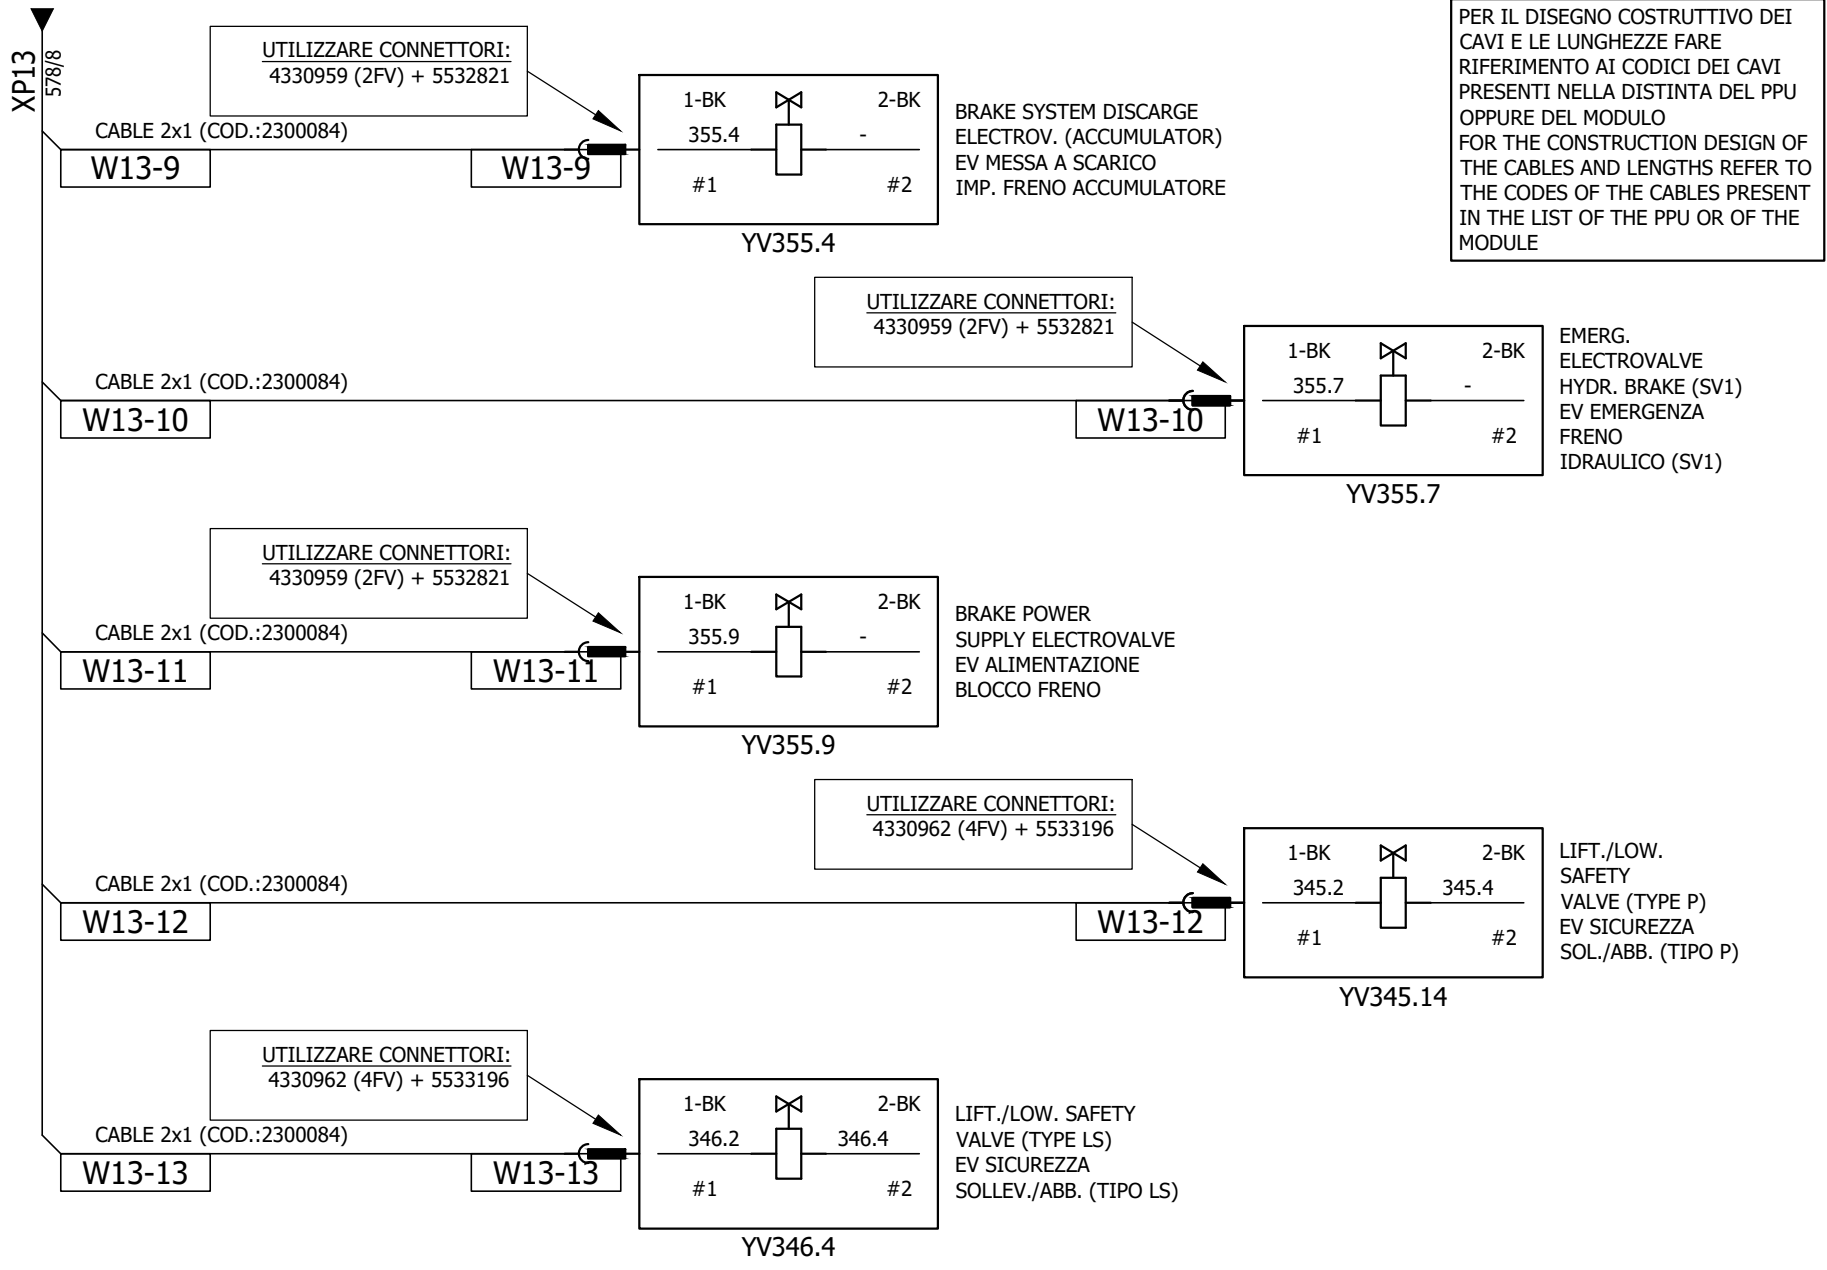 XP13
578/8
PER IL DISEGNO COSTRUTTIVO DEI
CAVI E LE LUNGHEZZE FARE
RIFERIMENTO AI CODICI DEI CAVI
PRESENTI NELLA DISTINTA DEL PPU
OPPURE DEL MODULO
FOR THE CONSTRUCTION DESIGN OF
THE CABLES AND LENGTHS REFER TO
THE CODES OF THE CABLES PRESENT
IN THE LIST OF THE PPU OR OF THE
MODULE
UTILIZZARE CONNETTORI:
4330959 (2FV) + 5532821
CABLE 2x1 (COD.:2300084)
W13-9
W13-9
1-BK
2-BK
355.4
-
#1
#2
YV355.4
BRAKE SYSTEM DISCARGE
ELECTROV. (ACCUMULATOR)
EV MESSA A SCARICO
IMP. FRENO ACCUMULATORE
UTILIZZARE CONNETTORI:
4330959 (2FV) + 5532821
CABLE 2x1 (COD.:2300084)
W13-10
W13-10
1-BK
2-BK
355.7
-
#1
#2
YV355.7
EMERG.
ELECTROVALVE
HYDR. BRAKE (SV1)
EV EMERGENZA
FRENO
IDRAULICO (SV1)
UTILIZZARE CONNETTORI:
4330959 (2FV) + 5532821
CABLE 2x1 (COD.:2300084)
W13-11
W13-11
1-BK
2-BK
355.9
-
#1
#2
YV355.9
BRAKE POWER
SUPPLY ELECTROVALVE
EV ALIMENTAZIONE
BLOCCO FRENO
UTILIZZARE CONNETTORI:
4330962 (4FV) + 5533196
CABLE 2x1 (COD.:2300084)
W13-12
W13-12
1-BK
2-BK
345.2
345.4
#1
#2
YV345.14
LIFT./LOW.
SAFETY
VALVE (TYPE P)
EV SICUREZZA
SOL./ABB. (TIPO P)
UTILIZZARE CONNETTORI:
4330962 (4FV) + 5533196
CABLE 2x1 (COD.:2300084)
W13-13
W13-13
1-BK
2-BK
346.2
346.4
#1
#2
YV346.4
LIFT./LOW. SAFETY
VALVE (TYPE LS)
EV SICUREZZA
SOLLEV./ABB. (TIPO LS)